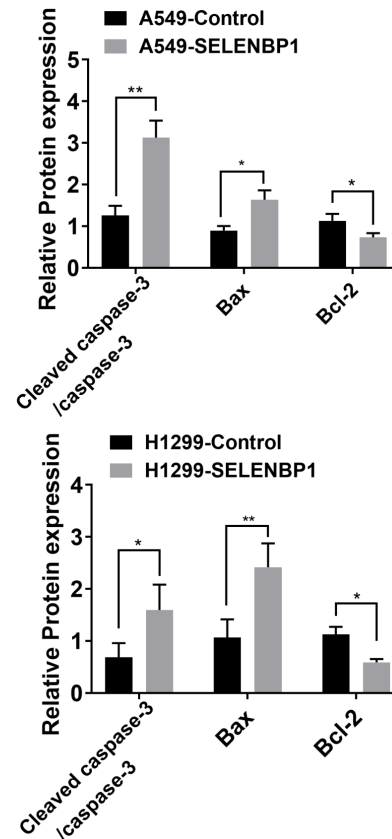 A549-Control
A549-SELENBP1
Relative Protein expression
5
4
3
2
1
0
**
*
*
Cleaved caspase-3
/caspase-3
Bax
Bcl-2
H1299-Control
H1299-SELENBP1
Relative Protein expression
4
3
2
1
0
*
**
*
Cleaved caspase-3
/caspase-3
Bax
Bcl-2